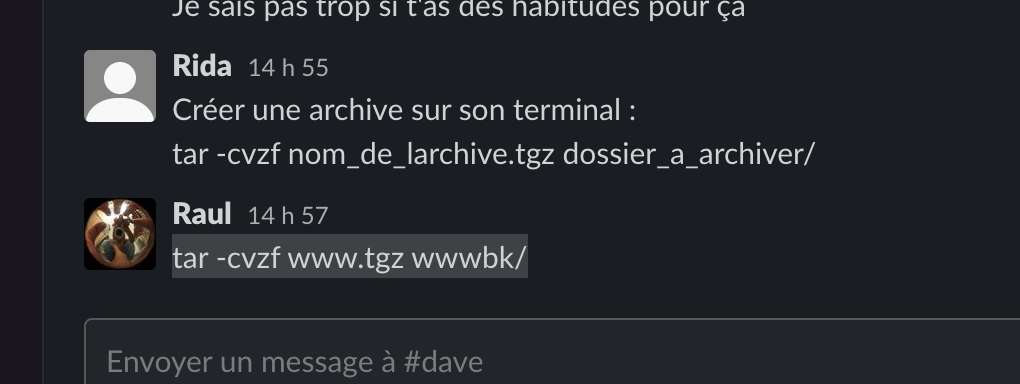 Je sais pas trop si t'as des habitudes pour ça
Rida 14 h 55
Créer une archive sur son terminal :
tar -cvzf nom_de_larchive.tgz dossier_a_archiver/
Raul 14 h 57
tar -cvzf www.tgz wwwbk/
Envoyer un message à #dave